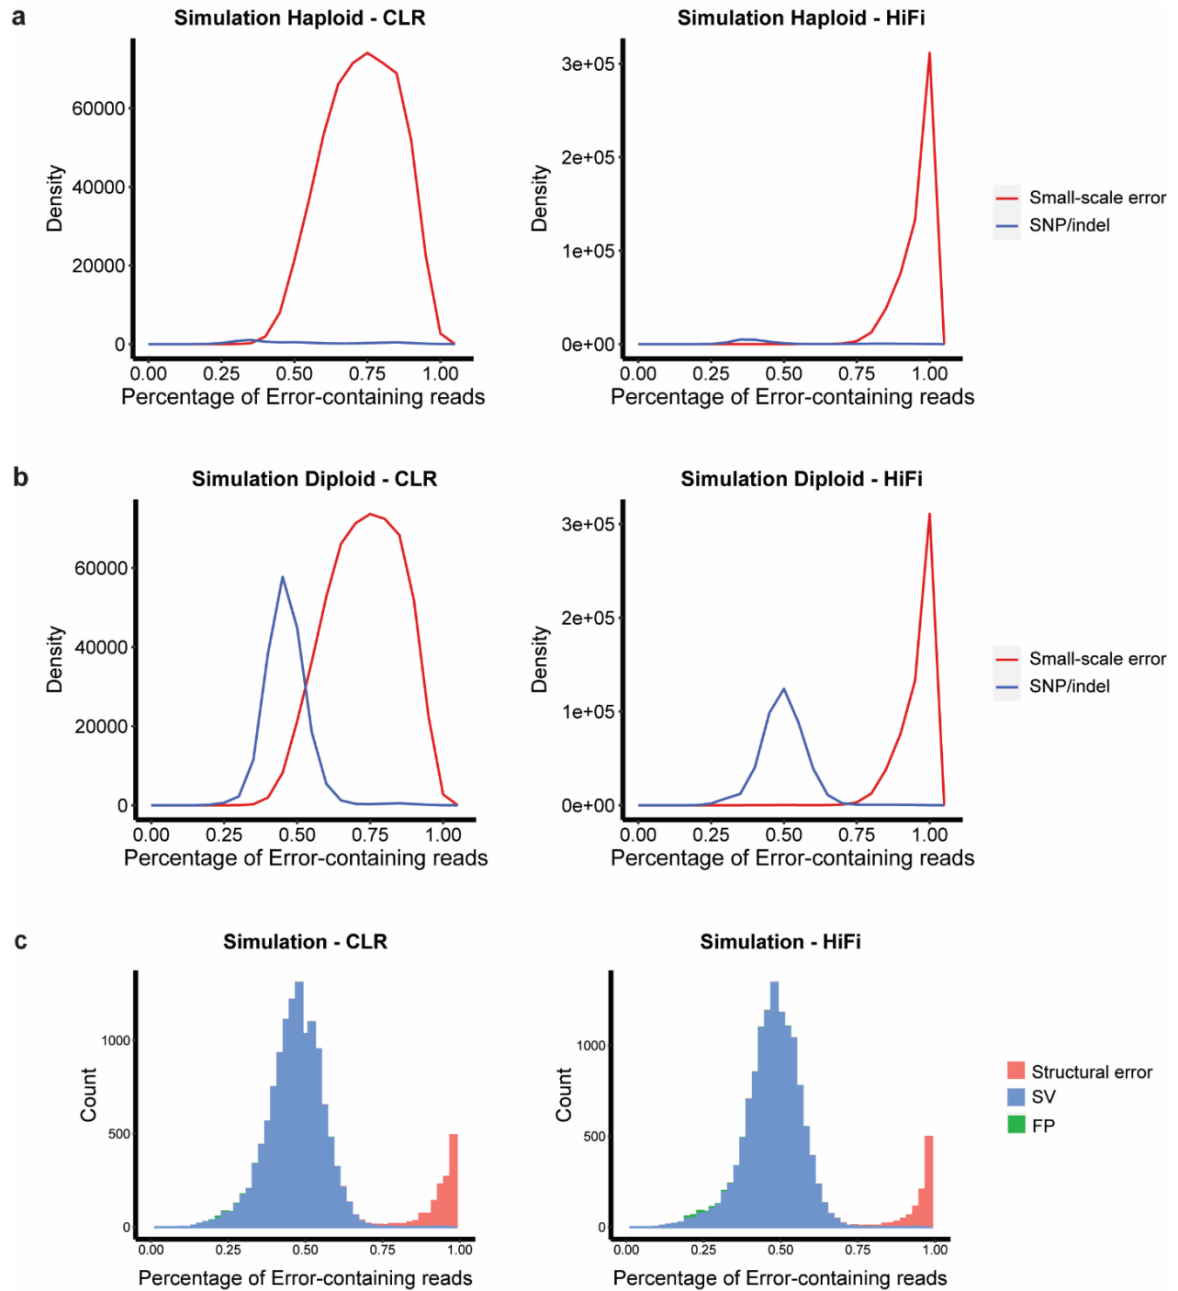 a
Simulation Haploid - CLR
Density
60000
40000
20000
0
0.00 0.25 0.50 0.75 1.00
Percentage of Error-containing reads
Simulation Haploid - HiFi
Density
3e+05
2e+05
1e+05
0e+00
0.00 0.25 0.50 0.75 1.00
Percentage of Error-containing reads
Small-scale error
SNP/indel
b
Simulation Diploid - CLR
Density
60000
40000
20000
0
0.00 0.25 0.50 0.75 1.00
Percentage of Error-containing reads
Simulation Diploid - HiFi
Density
3e+05
2e+05
1e+05
0e+00
0.00 0.25 0.50 0.75 1.00
Percentage of Error-containing reads
Small-scale error
SNP/indel
c
Simulation - CLR
Count
1000
500
0
0.00 0.25 0.50 0.75 1.00
Percentage of Error-containing reads
Simulation - HiFi
Count
1000
500
0
0.00 0.25 0.50 0.75 1.00
Percentage of Error-containing reads
Structural error
SV
FP